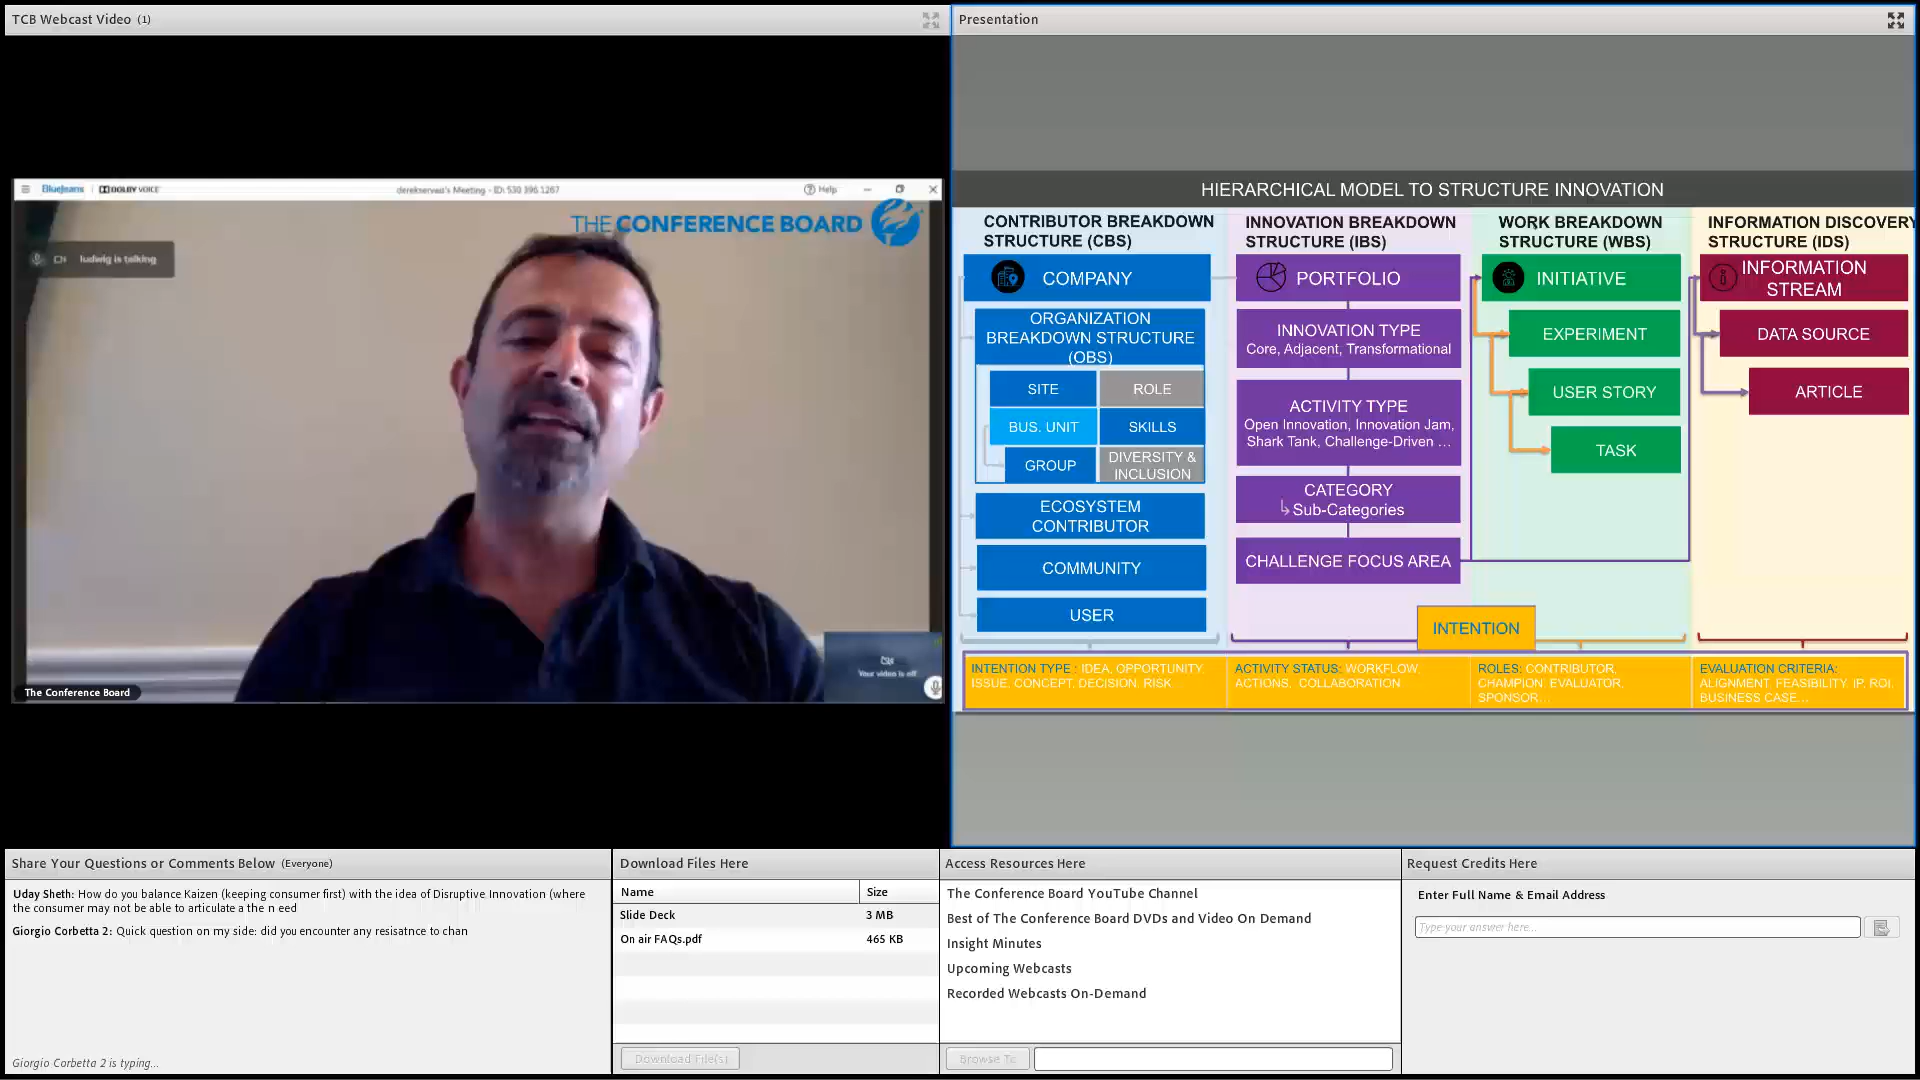 TCB Webcast Video (1)
BlueJeans DOLBY VOICE
derekservad's Meeting - ID: 530 396 1267
Help
THE CONFERENCE BOARD
ludwig is talking
Your video is off
The Conference Board
Presentation
HIERARCHICAL MODEL TO STRUCTURE INNOVATION
CONTRIBUTOR BREAKDOWN
STRUCTURE (CBS)
COMPANY
ORGANIZATION
BREAKDOWN STRUCTURE
(OBS)
SITE
ROLE
BUS. UNIT
SKILLS
GROUP
DIVERSITY &
INCLUSION
ECOSYSTEM
CONTRIBUTOR
COMMUNITY
USER
INNOVATION BREAKDOWN
STRUCTURE (IBS)
PORTFOLIO
INNOVATION TYPE
Core, Adjacent, Transformational
ACTIVITY TYPE
Open Innovation, Innovation Jam,
Shark Tank, Challenge-Driven ...
CATEGORY
↳Sub-Categories
CHALLENGE FOCUS AREA
WORK BREAKDOWN
STRUCTURE (WBS)
INITIATIVE
EXPERIMENT
USER STORY
TASK
INFORMATION DISCOVERY
STRUCTURE (IDS)
INFORMATION
STREAM
DATA SOURCE
ARTICLE
INTENTION
INTENTION TYPE : IDEA, OPPORTUNITY,
ISSUE, CONCEPT, DECISION, RISK
ACTIVITY STATUS: WORKFLOW,
ACTIONS, COLLABORATION
ROLES: CONTRIBUTOR,
CHAMPION, EVALUATOR,
SPONSOR...
EVALUATION CRITERIA:
ALIGNMENT, FEASIBILITY, IP, ROI,
BUSINESS CASE...
Share Your Questions or Comments Below (Everyone)
Uday Sheth: How do you balance Kaizen (keeping consumer first) with the idea of Disruptive Innovation (where
the consumer may not be able to articulate a the n eed
Giorgio Corbetta 2: Quick question on my side: did you encounter any resisatnce to chan
Giorgio Corbetta 2 is typing...
Download Files Here
Name Size
Slide Deck 3 MB
On air FAQs.pdf 465 KB
Download File(s)
Access Resources Here
The Conference Board YouTube Channel
Best of The Conference Board DVDs and Video On Demand
Insight Minutes
Upcoming Webcasts
Recorded Webcasts On-Demand
Browse To
Request Credits Here
Enter Full Name & Email Address
Type your answer here...